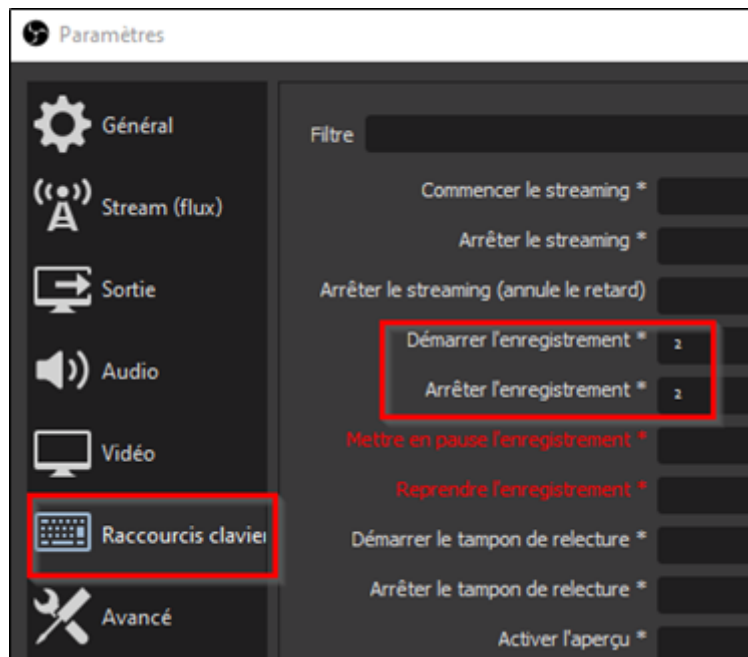 Paramètres
Général
Stream (flux)
Sortie
Audio
Vidéo
Raccourcis clavier
Avancé
Filtre
Commencer le streaming *
Arrêter le streaming *
Arrêter le streaming (annule le retard)
Démarrer l'enregistrement * ²
Arrêter l'enregistrement * ²
Mettre en pause l'enregistrement *
Reprendre l'enregistrement *
Démarrer le tampon de relecture *
Arrêter le tampon de relecture *
Activer l'aperçu *